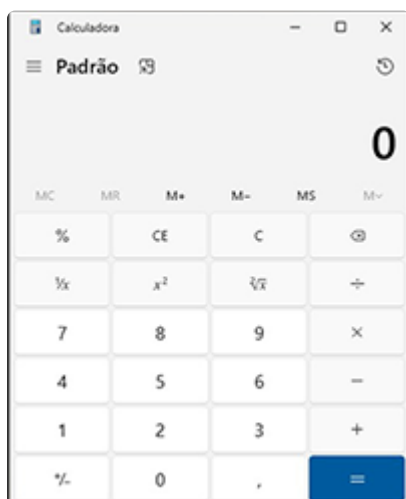 Calculadora
Padrão
0
MC MR M+ M- MS M˅
% CE C
¹/x x² ²√x ÷
7 8 9 ×
4 5 6 −
1 2 3 +
+/- 0 , =